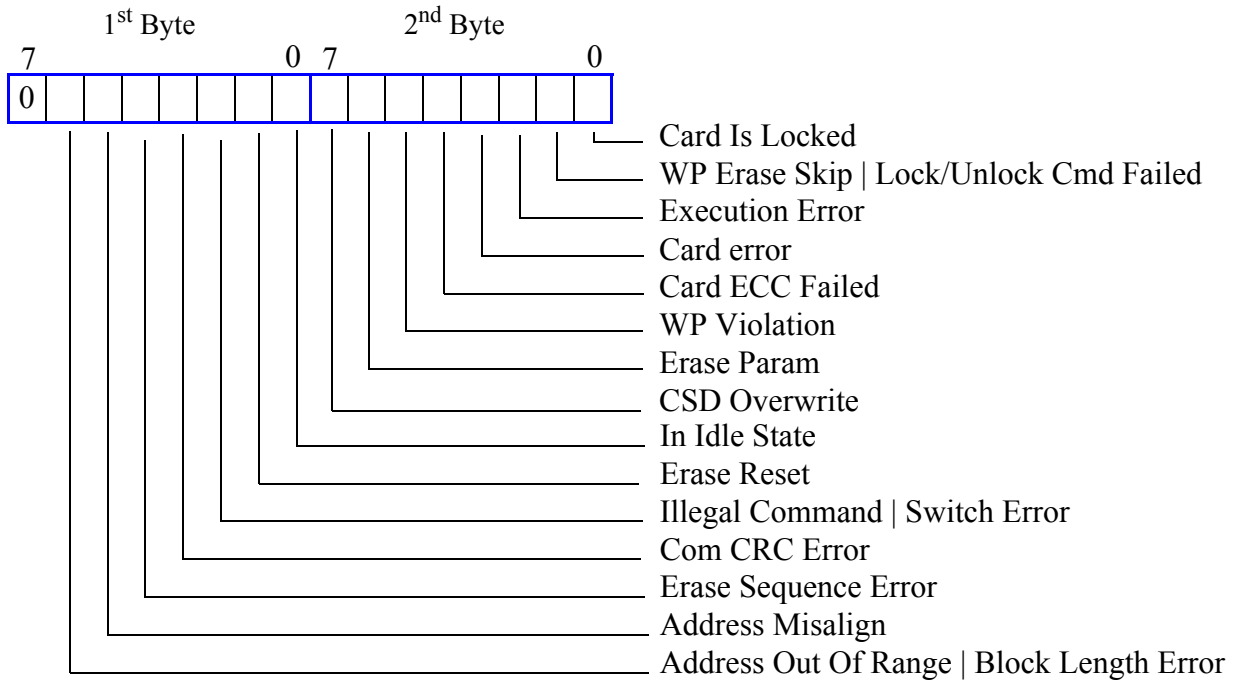 1st Byte 2nd Byte
7 0 7 0
0
Card Is Locked
WP Erase Skip | Lock/Unlock Cmd Failed
Execution Error
Card error
Card ECC Failed
WP Violation
Erase Param
CSD Overwrite
In Idle State
Erase Reset
Illegal Command | Switch Error
Com CRC Error
Erase Sequence Error
Address Misalign
Address Out Of Range | Block Length Error